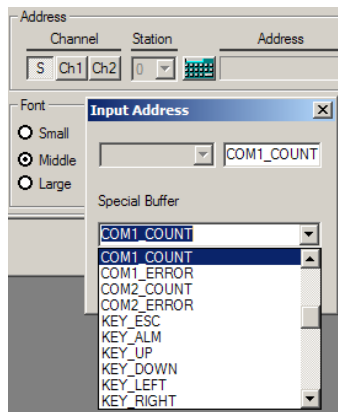 Address
Channel Station Address
S Ch1 Ch2 0
Font
Small
Middle
Large
Input Address
COM1_COUNT
Special Buffer
COM1_COUNT
COM1_COUNT
COM1_ERROR
COM2_COUNT
COM2_ERROR
KEY_ESC
KEY_ALM
KEY_UP
KEY_DOWN
KEY_LEFT
KEY_RIGHT